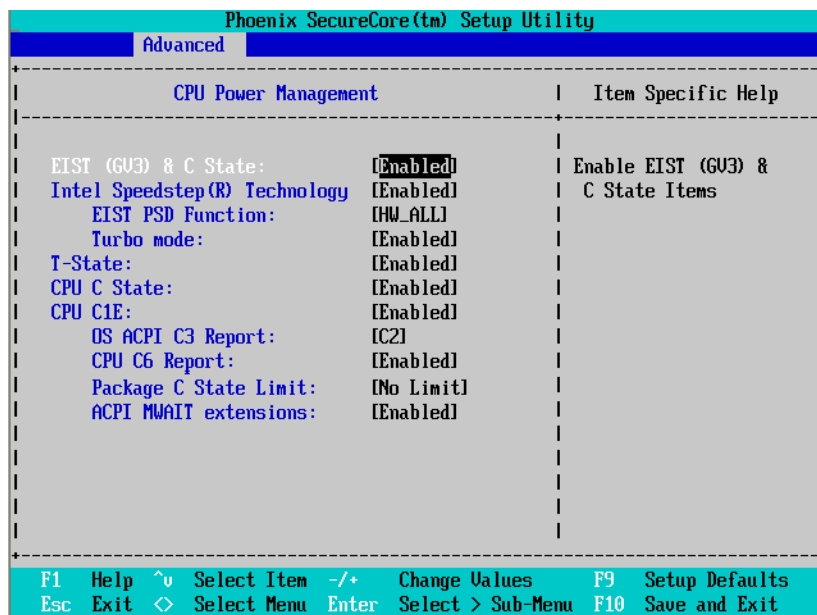 Phoenix SecureCore(tm) Setup Utility
Advanced
CPU Power Management
Item Specific Help
EIST (GV3) & C State: [Enabled]
Enable EIST (GV3) &
Intel Speedstep(R) Technology [Enabled]
C State Items
EIST PSD Function: [HW_ALL]
Turbo mode: [Enabled]
T-State: [Enabled]
CPU C State: [Enabled]
CPU C1E: [Enabled]
OS ACPI C3 Report: [C2]
CPU C6 Report: [Enabled]
Package C State Limit: [No Limit]
ACPI MWAIT extensions: [Enabled]
F1 Help ^v Select Item -/+ Change Values F9 Setup Defaults
Esc Exit <> Select Menu Enter Select > Sub-Menu F10 Save and Exit